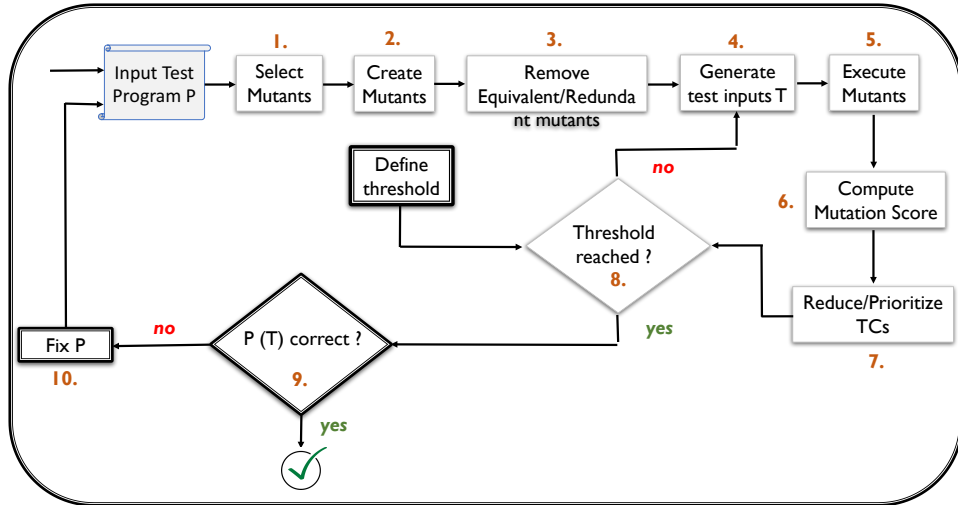 1.
2.
3.
4.
5.
Input Test
Program P
Select
Mutants
Create
Mutants
Remove
Equivalent/Redunda
nt mutants
Generate
test inputs T
Execute
Mutants
Define
threshold
no
6.
Compute
Mutation Score
Threshold
reached ?
8.
Reduce/Prioritize
TCs
7.
yes
P (T) correct ?
9.
no
Fix P
10.
yes